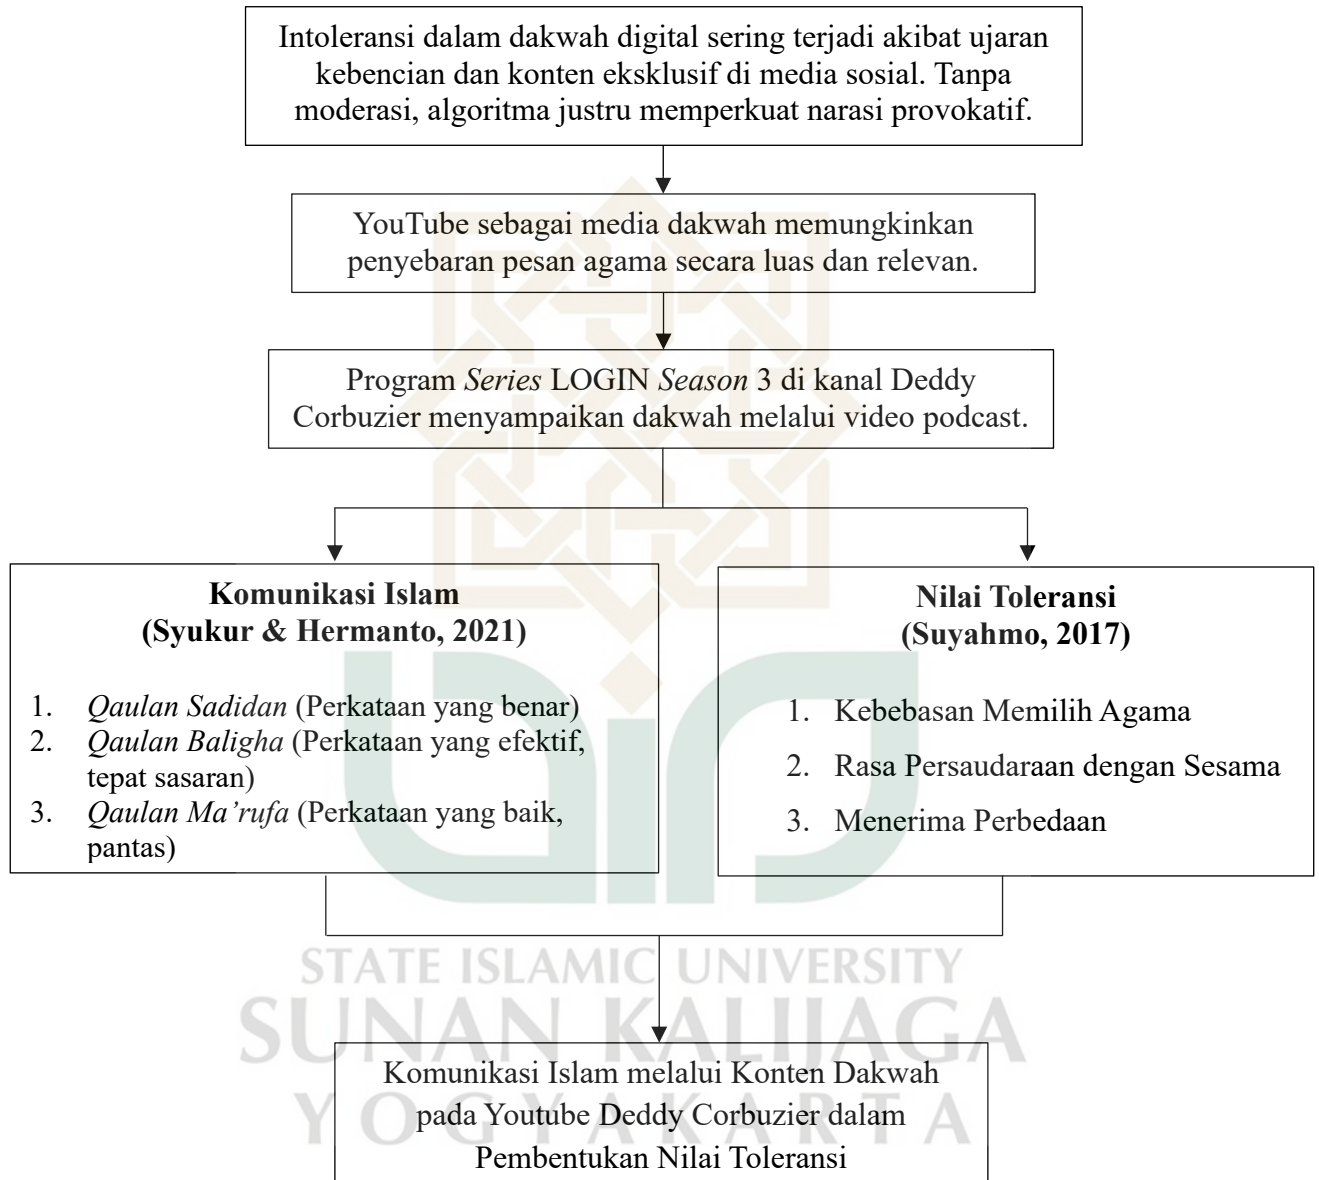 Intoleransi dalam dakwah digital sering terjadi akibat ujaran
kebencian dan konten eksklusif di media sosial. Tanpa
moderasi, algoritma justru memperkuat narasi provokatif.
YouTube sebagai media dakwah memungkinkan
penyebaran pesan agama secara luas dan relevan.
Program Series LOGIN Season 3 di kanal Deddy
Corbuzier menyampaikan dakwah melalui video podcast.
Komunikasi Islam
(Syukur & Hermanto, 2021)
1. Qaulan Sadidan (Perkataan yang benar)
2. Qaulan Baligha (Perkataan yang efektif,
tepat sasaran)
3. Qaulan Ma’rufa (Perkataan yang baik,
pantas)
Nilai Toleransi
(Suyahmo, 2017)
1. Kebebasan Memilih Agama
2. Rasa Persaudaraan dengan Sesama
3. Menerima Perbedaan
STATE ISLAMIC UNIVERSITY
SUNAN KALIJAGA
YOGYAKARTA
Komunikasi Islam melalui Konten Dakwah
pada Youtube Deddy Corbuzier dalam
Pembentukan Nilai Toleransi